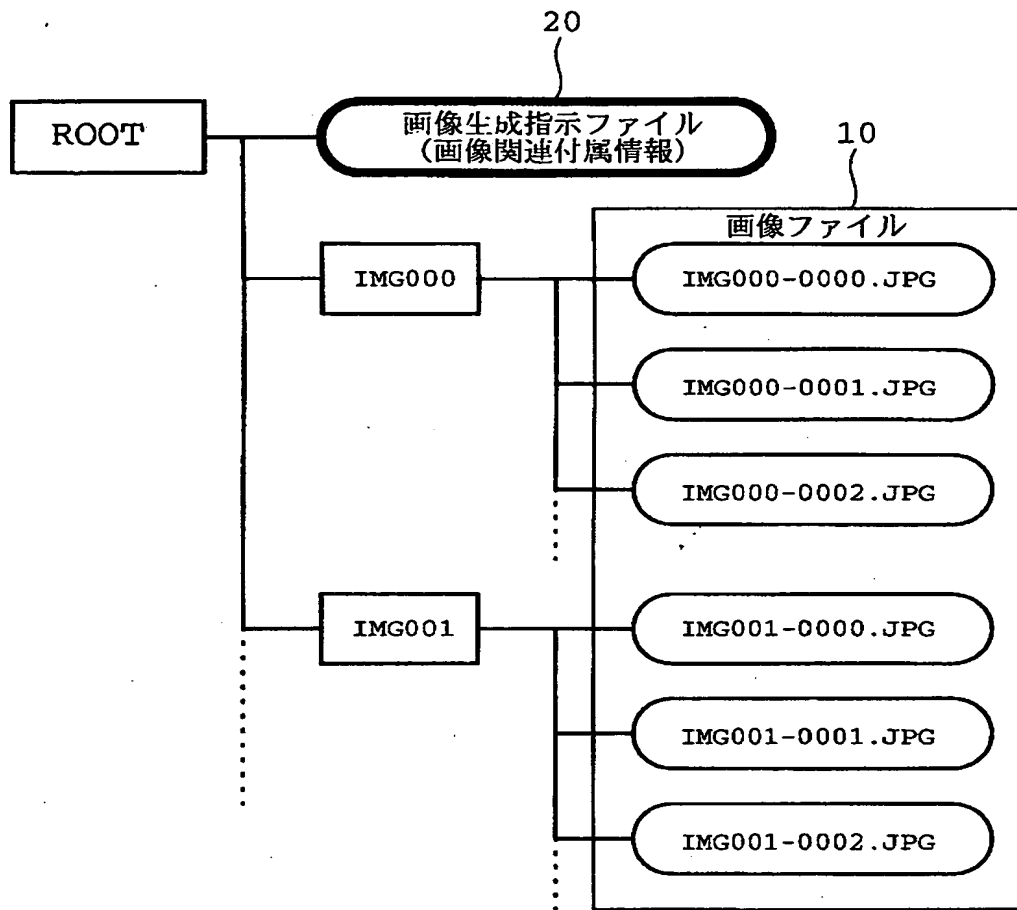 20
ROOT
画像生成指示ファイル
(画像関連付属情報)
10
画像ファイル
IMG000
IMG000-0000.JPG
IMG000-0001.JPG
IMG000-0002.JPG
IMG001
IMG001-0000.JPG
IMG001-0001.JPG
IMG001-0002.JPG